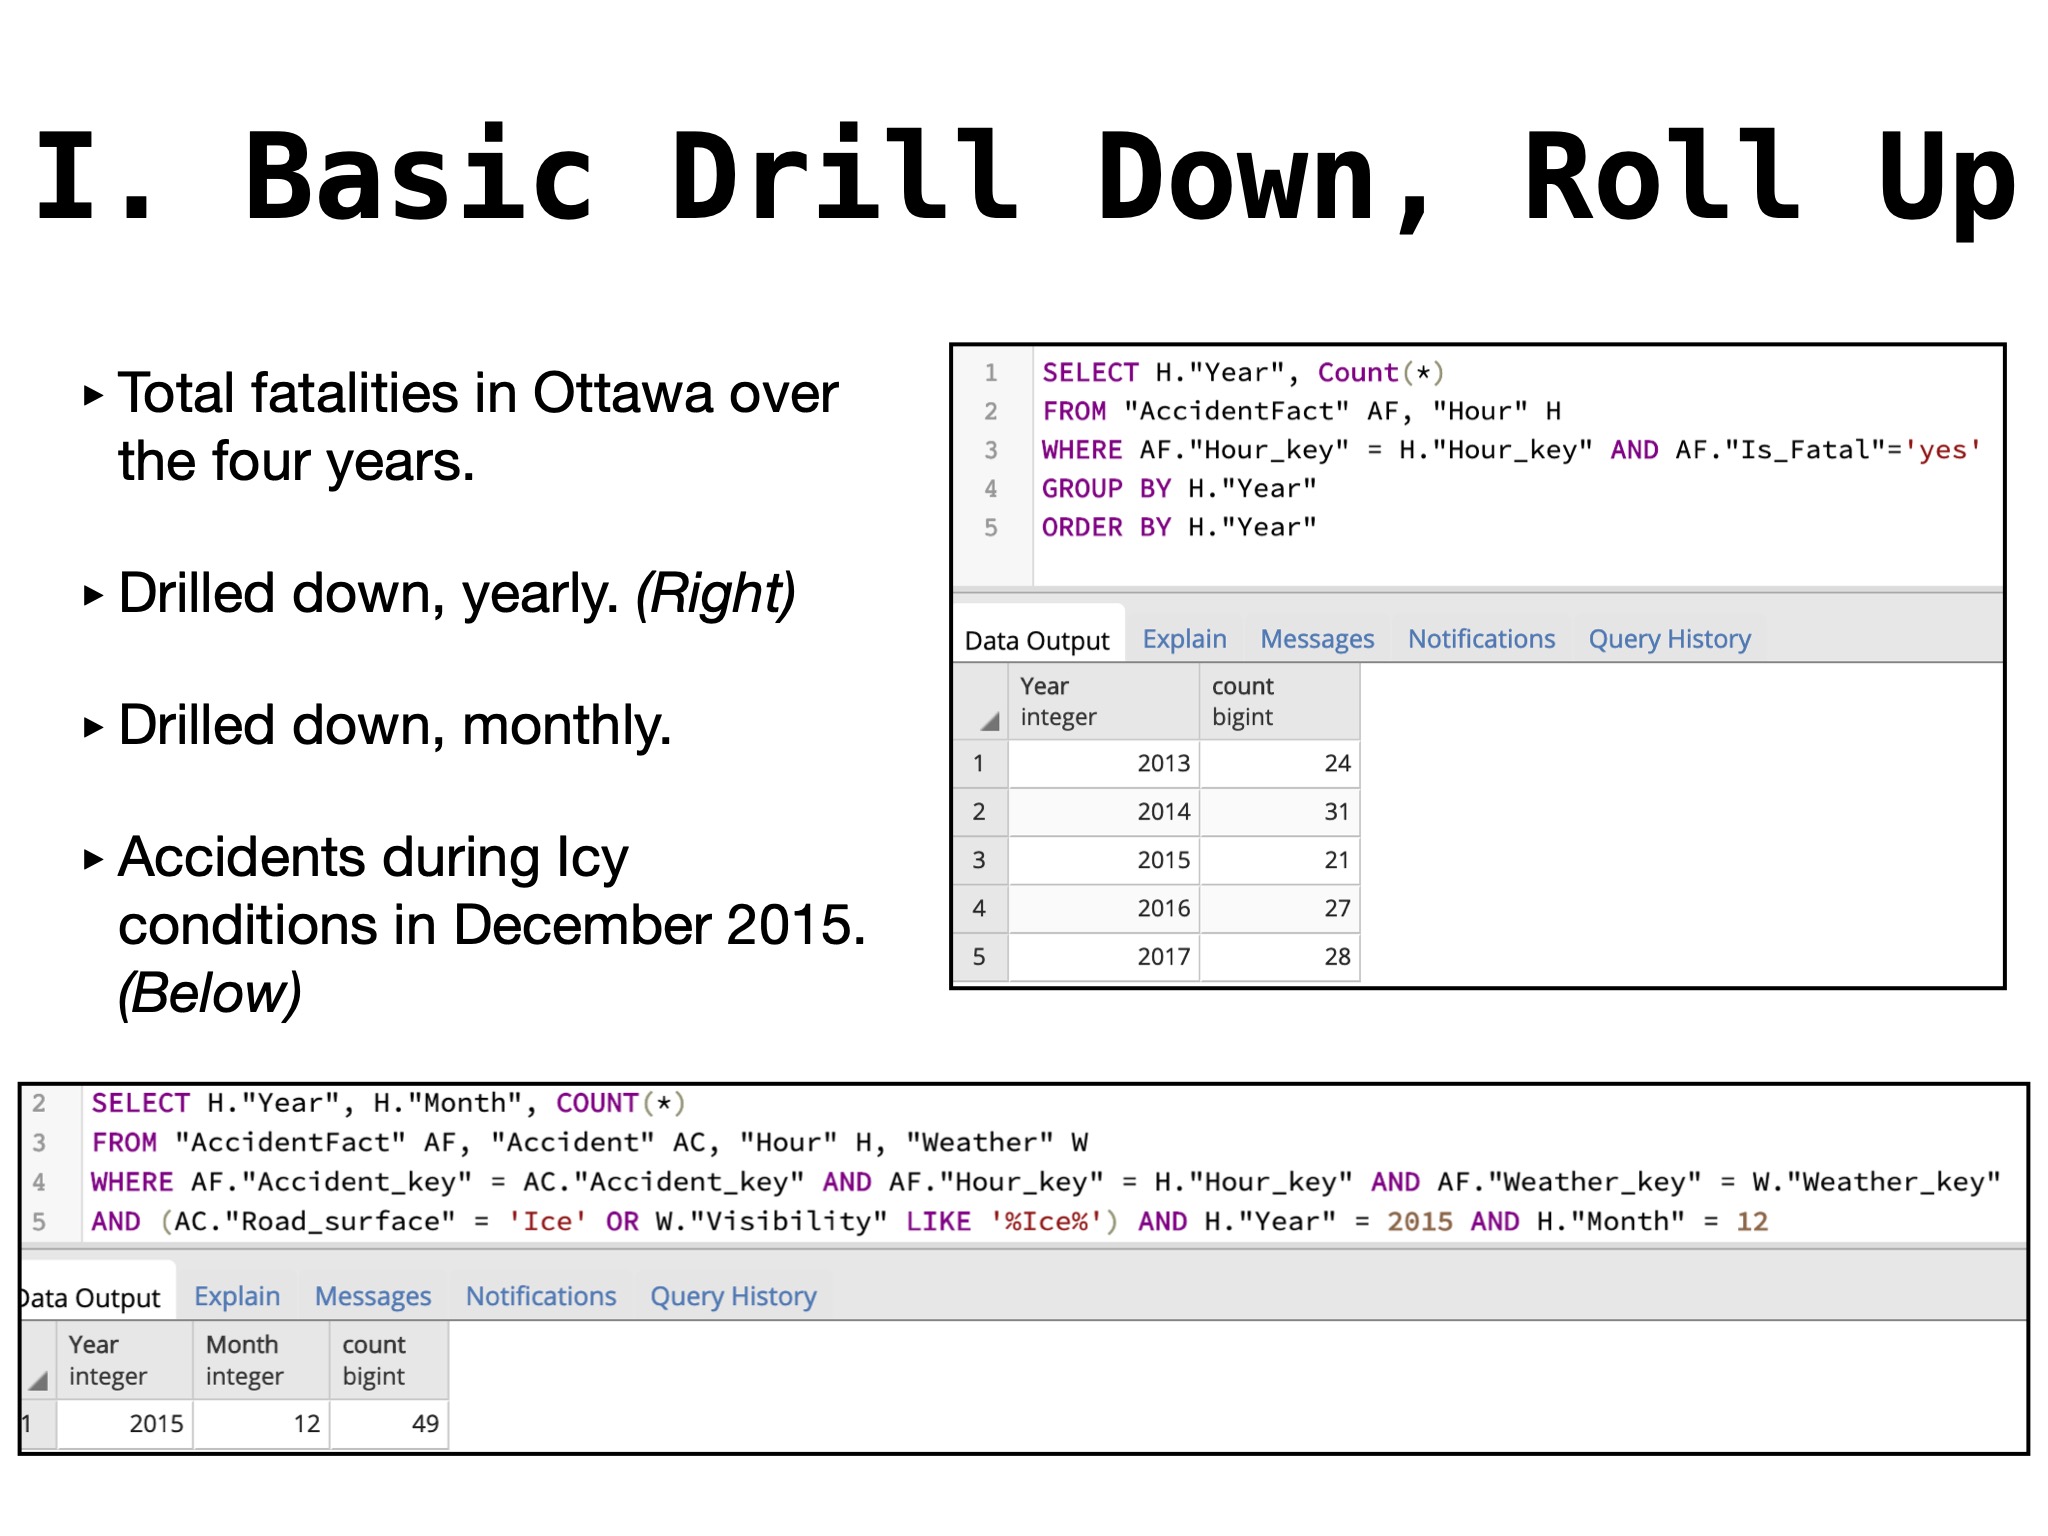 I. Basic Drill Down, Roll Up
▸ Total fatalities in Ottawa over
the four years.
▸ Drilled down, yearly. (Right)
▸ Drilled down, monthly.
▸ Accidents during Icy
conditions in December 2015.
(Below)
1 SELECT H."Year", Count(*)
2 FROM "AccidentFact" AF, "Hour" H
3 WHERE AF."Hour_key" = H."Hour_key" AND AF."Is_Fatal"='yes'
4 GROUP BY H."Year"
5 ORDER BY H."Year"
Data Output Explain Messages Notifications Query History
Year count
integer bigint
1 2013 24
2 2014 31
3 2015 21
4 2016 27
5 2017 28
2 SELECT H."Year", H."Month", COUNT(*)
3 FROM "AccidentFact" AF, "Accident" AC, "Hour" H, "Weather" W
4 WHERE AF."Accident_key" = AC."Accident_key" AND AF."Hour_key" = H."Hour_key" AND AF."Weather_key" = W."Weather_key"
5 AND (AC."Road_surface" = 'Ice' OR W."Visibility" LIKE '%Ice%') AND H."Year" = 2015 AND H."Month" = 12
Data Output Explain Messages Notifications Query History
Year Month count
integer integer bigint
1 2015 12 49